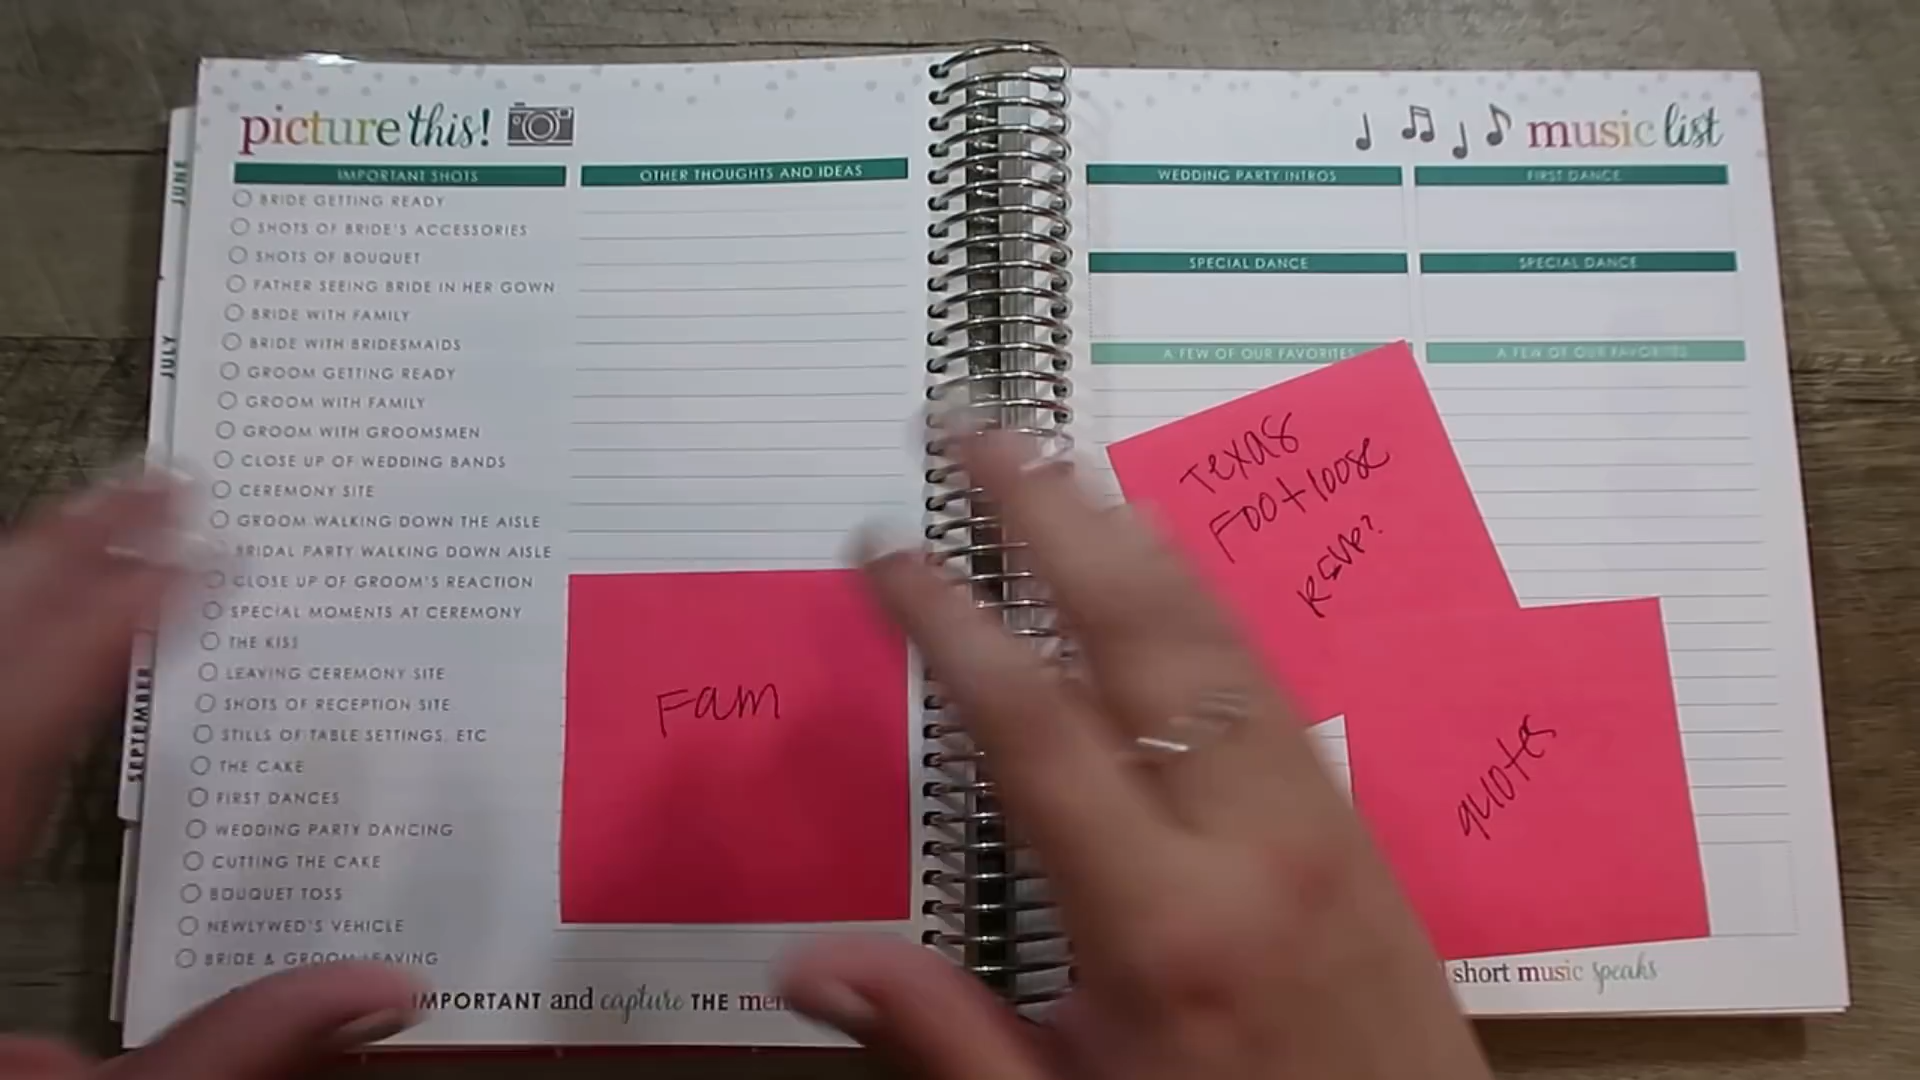 picture this!
IMPORTANT SHOTS
BRIDE GETTING READY
SHOTS OF BRIDE'S ACCESSORIES
SHOTS OF BOUQUET
FATHER SEEING BRIDE IN HER GOWN
BRIDE WITH FAMILY
BRIDE WITH BRIDESMAIDS
GROOM GETTING READY
GROOM WITH FAMILY
GROOM WITH GROOMSMEN
CLOSE UP OF WEDDING BANDS
CEREMONY SITE
GROOM WALKING DOWN THE AISLE
BRIDAL PARTY WALKING DOWN AISLE
CLOSE UP OF GROOM'S REACTION
SPECIAL MOMENTS AT CEREMONY
THE KISS
LEAVING CEREMONY SITE
SHOTS OF RECEPTION SITE
STILLS OF TABLE SETTINGS, ETC
THE CAKE
FIRST DANCES
WEDDING PARTY DANCING
CUTTING THE CAKE
BOUQUET TOSS
NEWLYWED'S VEHICLE
BRIDE & GROOM LEAVING
OTHER THOUGHTS AND IDEAS
Fam
IMPORTANT and capture THE
JUNE
JULY
SEPTEMBER
music list
WEDDING PARTY INTROS
FIRST DANCE
SPECIAL DANCE
SPECIAL DANCE
A FEW OF OUR FAVORITES
A FEW OF OUR FAVORITES
Texas
Footloose
quotes
short music speaks